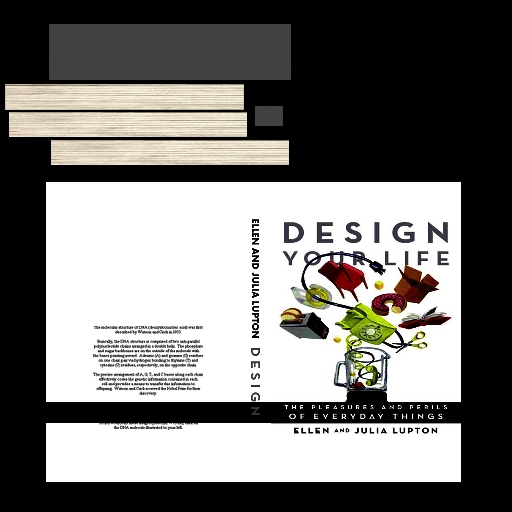 DESIGN
YOUR LIFE
THE PLEASURES AND PERILS
OF EVERYDAY THINGS
ELLEN AND JULIA LUPTON
ELLEN AND JULIA LUPTON DESIGN
The molecular structure of DNA (deoxyribonucleic acid) was first
described by Watson and Crick in 1953.
Basically, the DNA structure is composed of two anti-parallel
polynucleotide chains arranged in a double helix. The phosphate
and sugar backbones are on the outside of the molecule with
the bases pointing inward. Adenine (A) and guanine (G) residues
on one chain pair via hydrogen bonding to thymine (T) and
cytosine (C) residues, respectively, on the opposite chain.
The precise arrangement of A, G, T, and C bases along each chain
effectively codes the genetic information contained in each
cell and provides a means to transfer this information to
offspring. Watson and Crick received the Nobel Prize for their
discovery.
the DNA molecule illustrated to your left.